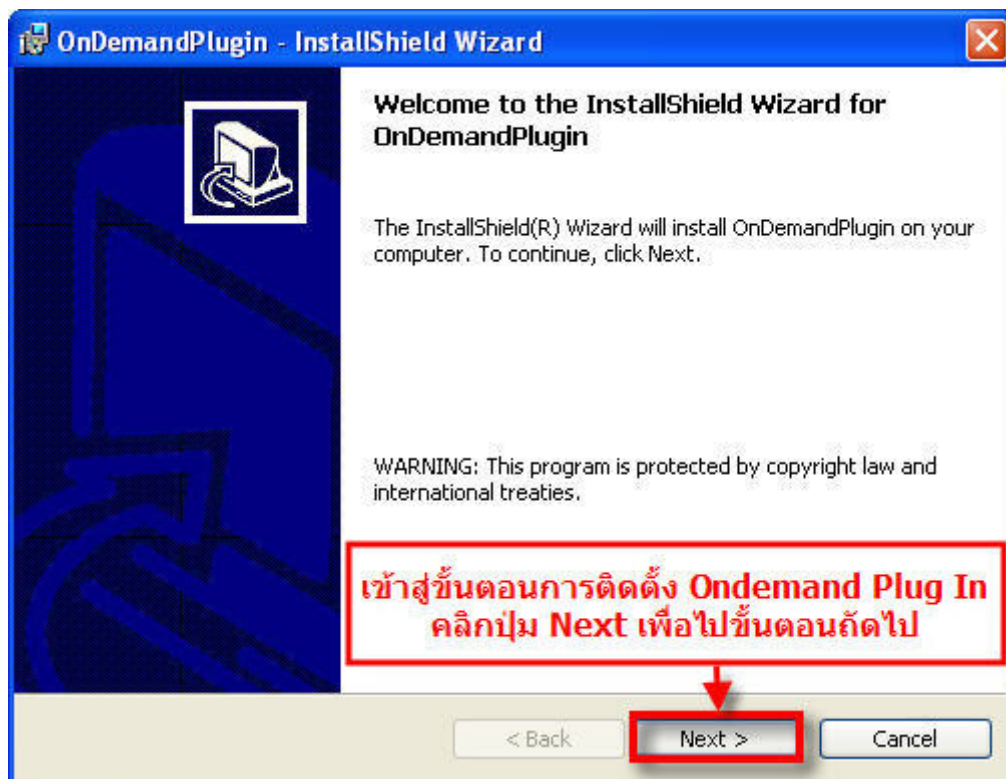 OnDemandPlugin - InstallShield Wizard
Welcome to the InstallShield Wizard for
OnDemandPlugin
The InstallShield(R) Wizard will install OnDemandPlugin on your
computer. To continue, click Next.
WARNING: This program is protected by copyright law and
international treaties.
เข้าสู่ขั้นตอนการติดตั้ง Ondemand Plug In
คลิกปุ่ม Next เพื่อไปขั้นตอนถัดไป
< Back
Next >
Cancel